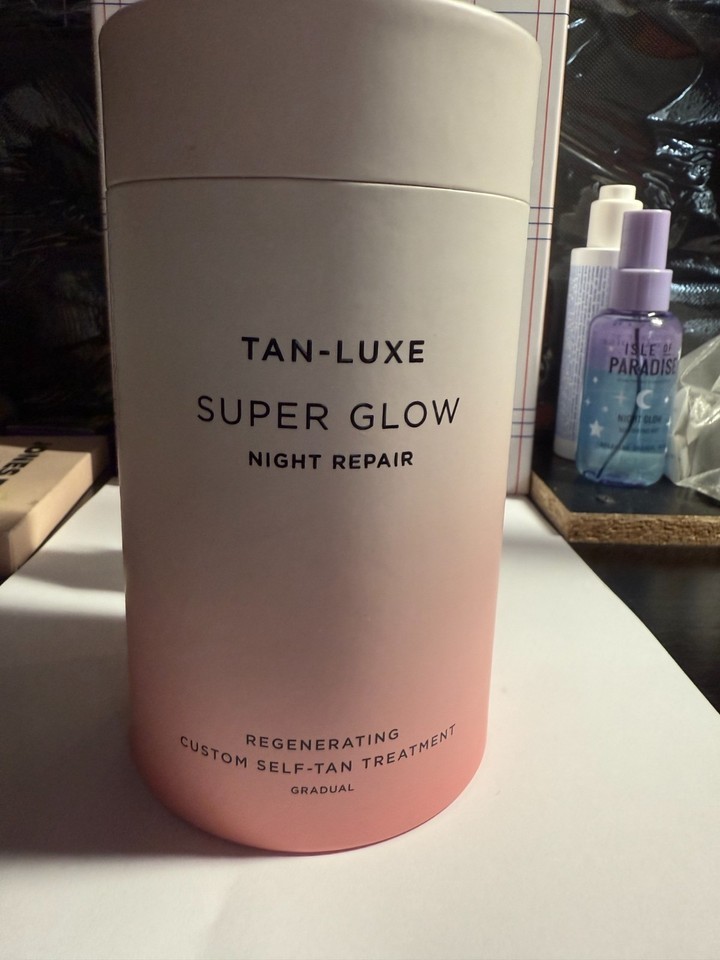 TAN-LUXE
SUPER GLOW
NIGHT REPAIR
REGENERATING
CUSTOM SELF-TAN TREATMENT
GRADUAL
ISLE OF
PARADISE
NIGHT GLOW